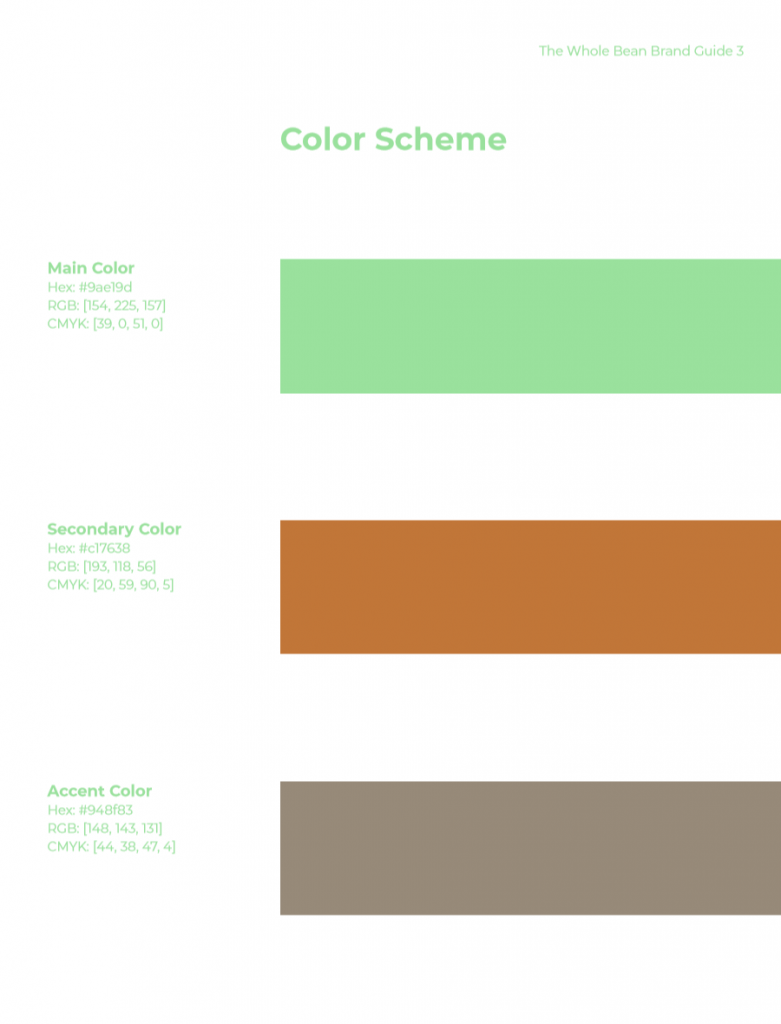 The Whole Bean Brand Guide 3
Color Scheme
Main Color
Hex: #9ae19d
RGB: [154, 225, 157]
CMYK: [39, 0, 51, 0]
Secondary Color
Hex: #c17638
RGB: [193, 118, 56]
CMYK: [20, 59, 90, 5]
Accent Color
Hex: #948f83
RGB: [148, 143, 131]
CMYK: [44, 38, 47, 4]